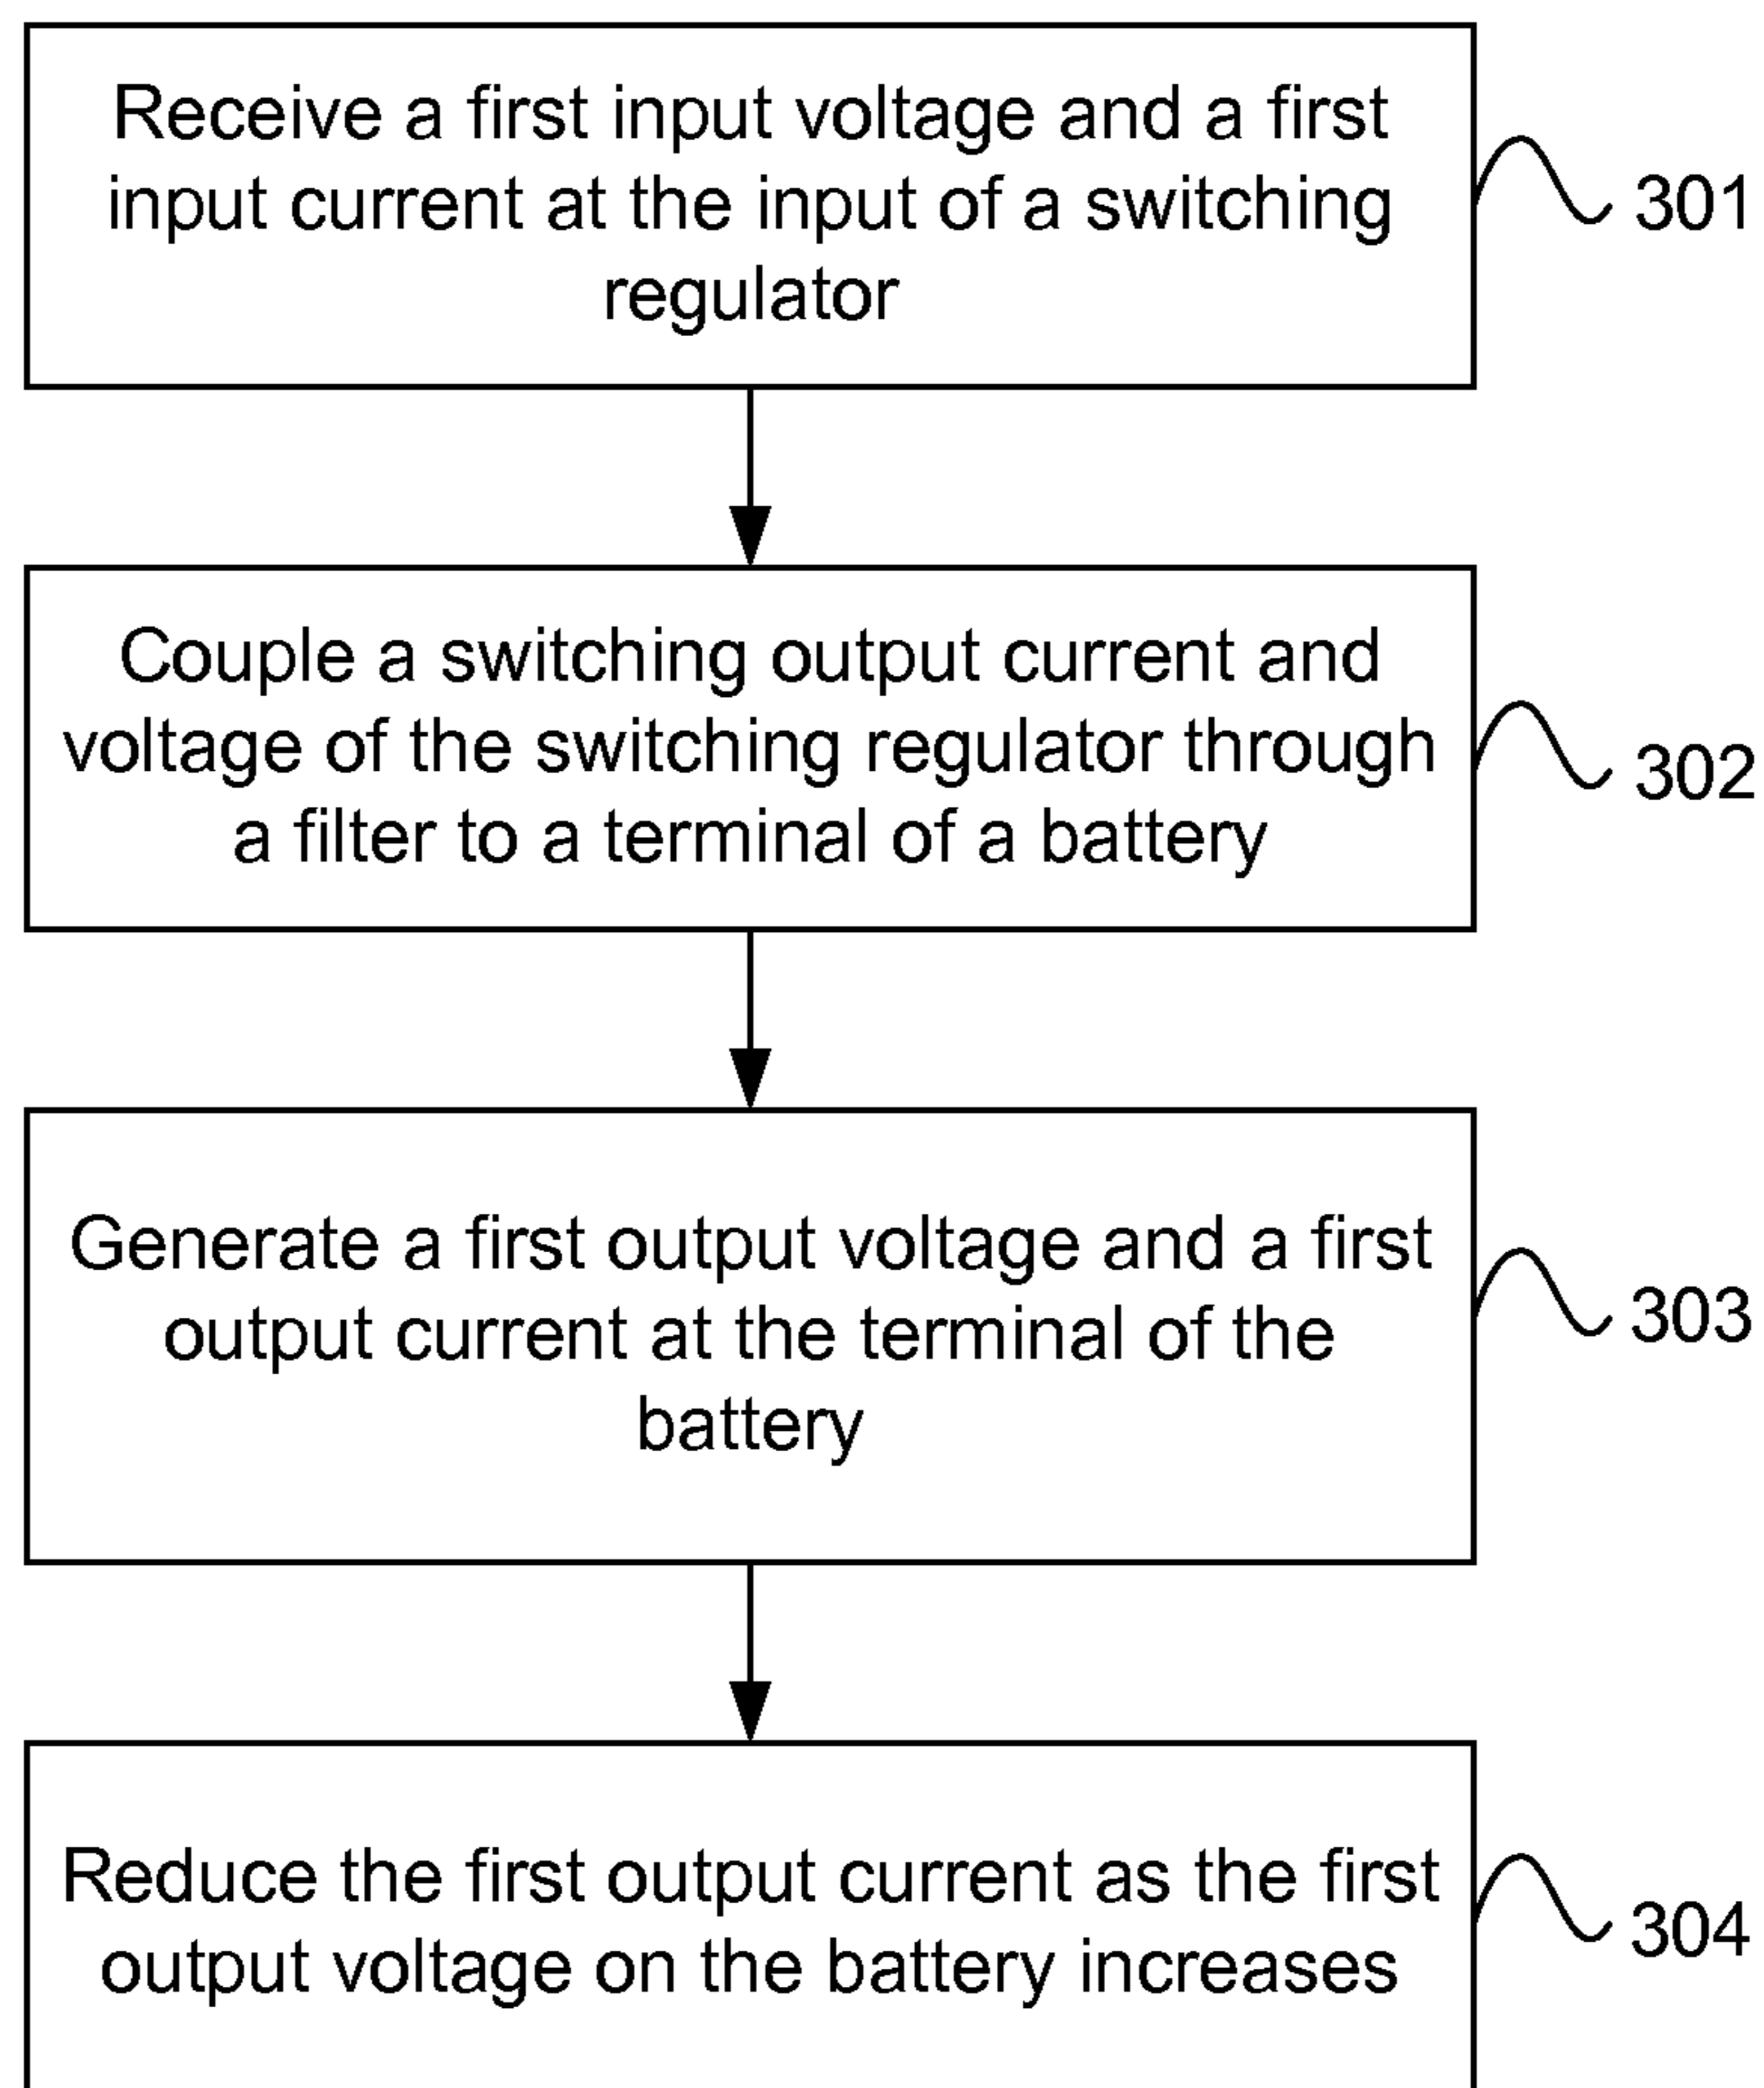 Receive a first input voltage and a first
input current at the input of a switching
regulator
301
Couple a switching output current and
voltage of the switching regulator through
a filter to a terminal of a battery
302
Generate a first output voltage and a first
output current at the terminal of the
battery
303
Reduce the first output current as the first
output voltage on the battery increases
304